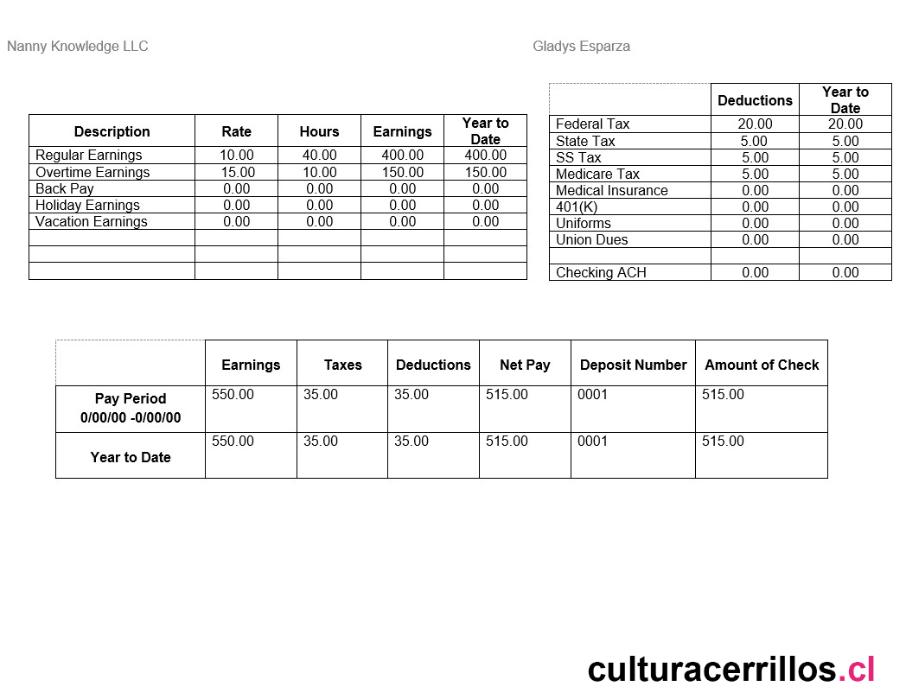 Nanny Knowledge LLC
Gladys Esparza
Description Rate Hours Earnings Year to Date
Regular Earnings 10.00 40.00 400.00 400.00
Overtime Earnings 15.00 10.00 150.00 150.00
Back Pay 0.00 0.00 0.00 0.00
Holiday Earnings 0.00 0.00 0.00 0.00
Vacation Earnings 0.00 0.00 0.00 0.00
Deductions Year to Date
Federal Tax 20.00 20.00
State Tax 5.00 5.00
SS Tax 5.00 5.00
Medicare Tax 5.00 5.00
Medical Insurance 0.00 0.00
401(K) 0.00 0.00
Uniforms 0.00 0.00
Union Dues 0.00 0.00
Checking ACH 0.00 0.00
Earnings Taxes Deductions Net Pay Deposit Number Amount of Check
Pay Period 0/00/00 -0/00/00 550.00 35.00 35.00 515.00 0001 515.00
Year to Date 550.00 35.00 35.00 515.00 0001 515.00
culturacerrillos.cl